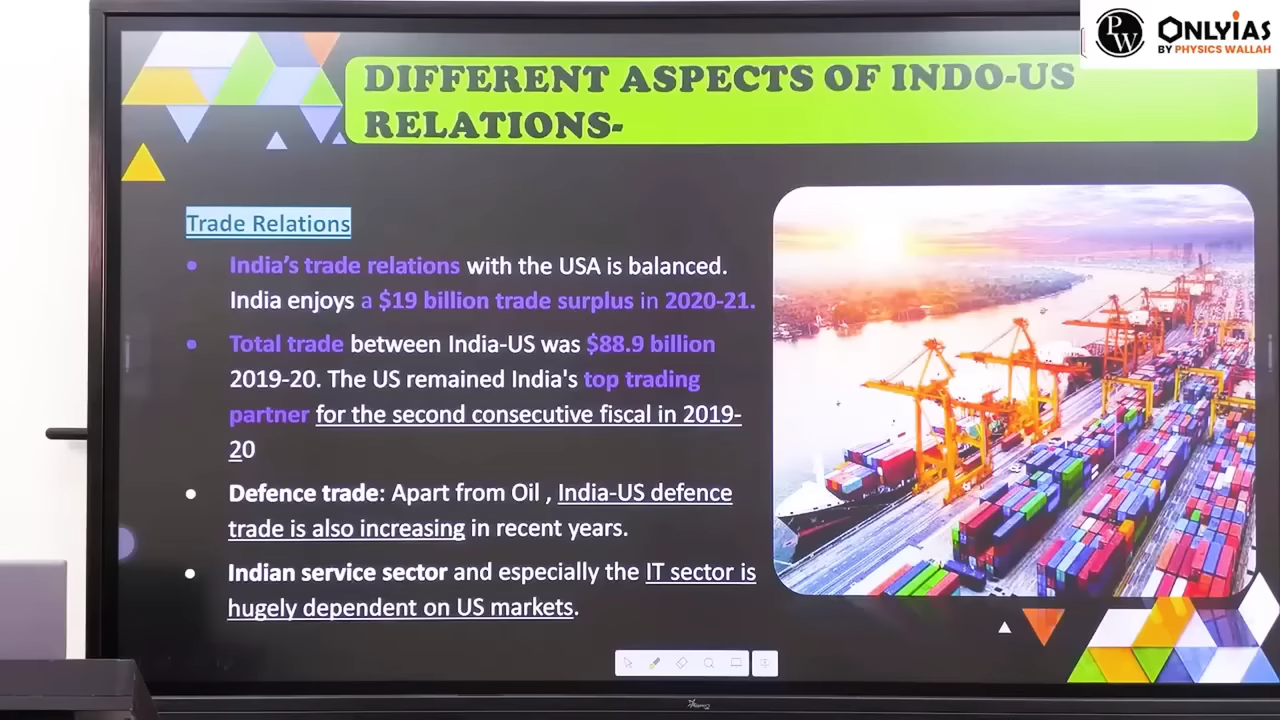 PW
ONLYIAS
BY PHYSICS WALLAH
DIFFERENT ASPECTS OF INDO-US
RELATIONS-
Trade Relations
• India's trade relations with the USA is balanced.
India enjoys a $19 billion trade surplus in 2020-21.
• Total trade between India-US was $88.9 billion
2019-20. The US remained India's top trading
partner for the second consecutive fiscal in 2019-
20
• Defence trade: Apart from Oil , India-US defence
trade is also increasing in recent years.
• Indian service sector and especially the IT sector is
hugely dependent on US markets.